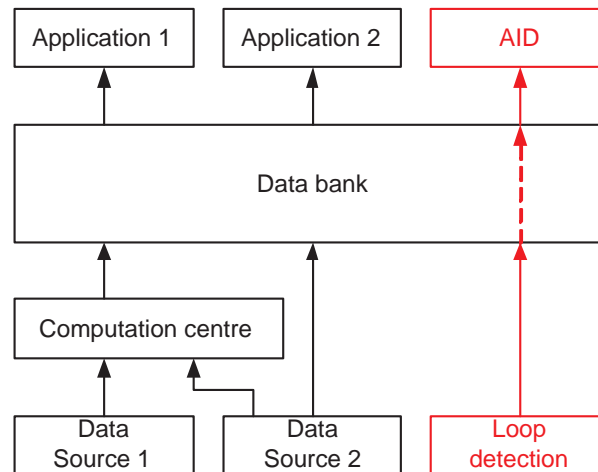 Application 1
Application 2
AID
Data bank
Computation centre
Data
Source 1
Data
Source 2
Loop
detection